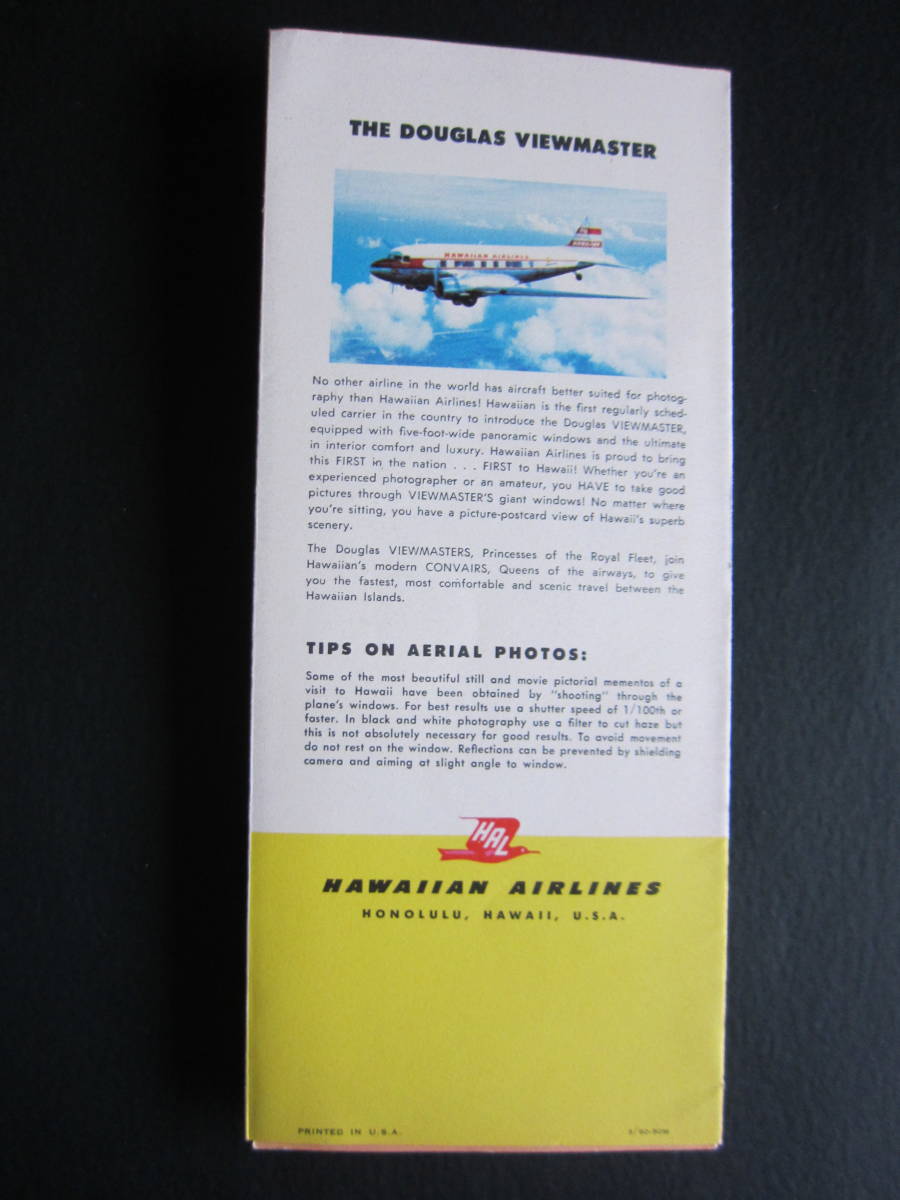 THE DOUGLAS VIEWMASTER
HAWAIIAN AIRLINES
No other airline in the world has aircraft better suited for photog-
raphy than Hawaiian Airlines! Hawaiian is the first regularly sched-
uled carrier in the country to introduce the Douglas VIEWMASTER,
equipped with five-foot-wide panoramic windows and the ultimate
in interior comfort and luxury. Hawaiian Airlines is proud to bring
this FIRST in the nation . . . FIRST to Hawaii! Whether you're an
experienced photographer or an amateur, you HAVE to take good
pictures through VIEWMASTER'S giant windows! No matter where
you're sitting, you have a picture-postcard view of Hawaii's superb
scenery.
The Douglas VIEWMASTERS, Princesses of the Royal Fleet, join
Hawaiian's modern CONVAIRS, Queens of the airways, to give
you the fastest, most comfortable and scenic travel between the
Hawaiian Islands.
TIPS ON AERIAL PHOTOS:
Some of the most beautiful still and movie pictorial mementos of a
visit to Hawaii have been obtained by "shooting" through the
plane's windows. For best results use a shutter speed of 1/100th or
faster. In black and white photography use a filter to cut haze but
this is not absolutely necessary for good results. To avoid movement
do not rest on the window. Reflections can be prevented by shielding
camera and aiming at slight angle to window.
HAL
HAWAIIAN AIRLINES
HONOLULU, HAWAII, U.S.A.
PRINTED IN U.S.A.